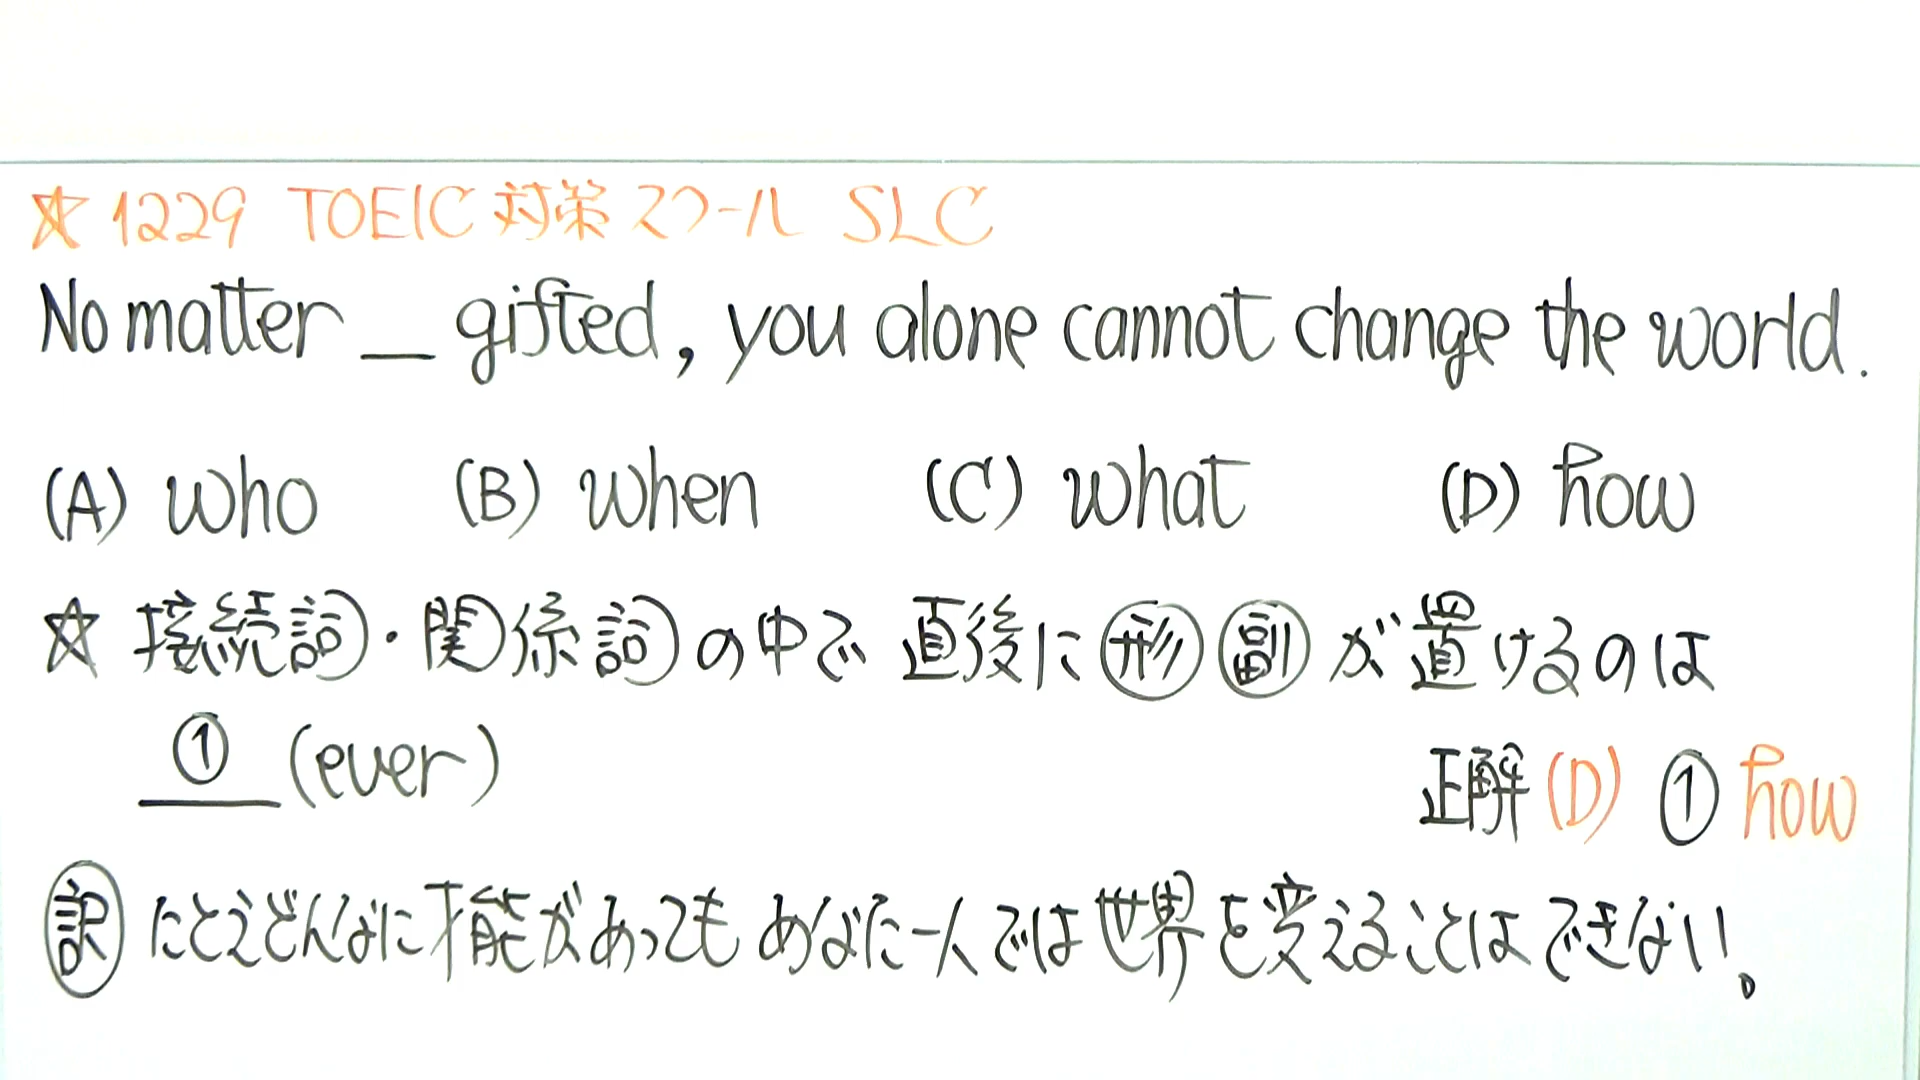 ☆1229 TOEIC対策スクール SLC
No matter __ gifted, you alone cannot change the world.
(A) who (B) when (C) what (D) how
☆ 接続詞・関係詞の中で直後に形副が置けるのは
① (ever) 正解(D) ① how
訳 たとえどんなに才能があってもあなた一人では世界を変えることはできない。